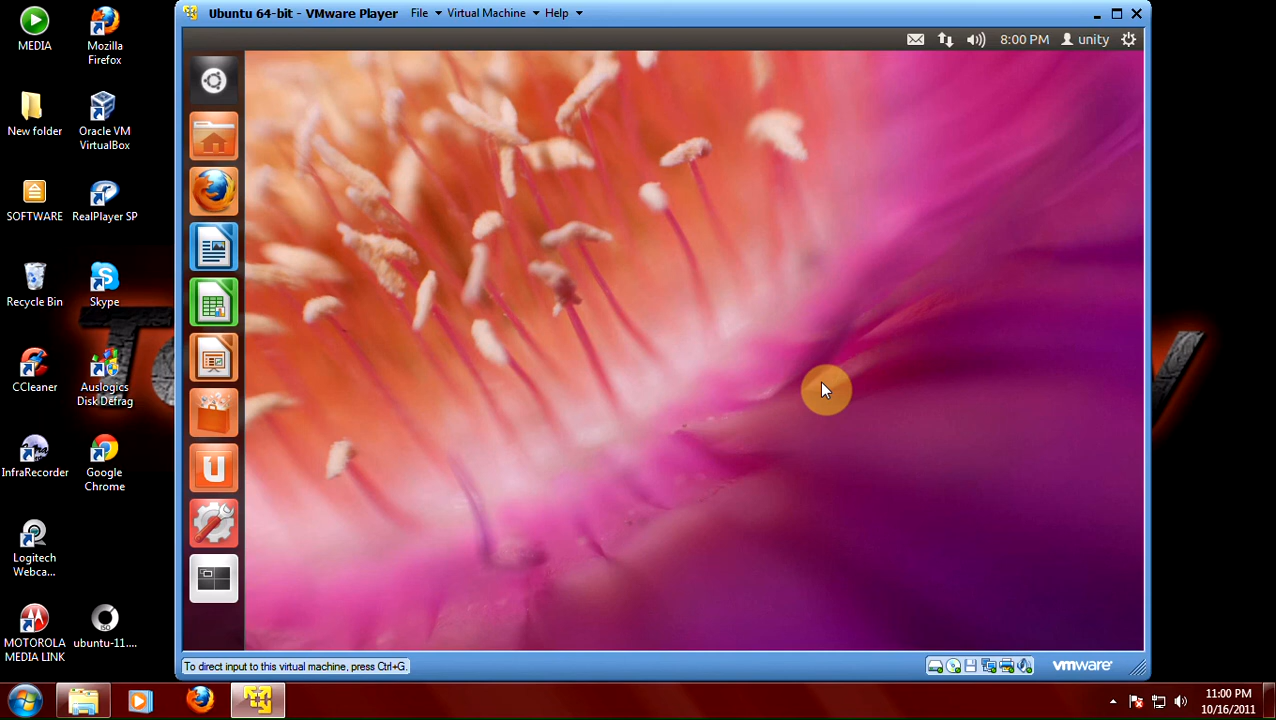 Ubuntu 64-bit - VMware Player File Virtual Machine Help
8:00 PM unity
MEDIA
Mozilla
Firefox
New folder
Oracle VM
VirtualBox
SOFTWARE
RealPlayer SP
Recycle Bin
Skype
CCleaner
Auslogics
Disk Defrag
InfraRecorder
Google
Chrome
Logitech
Webca...
MOTOROLA
MEDIA LINK
ubuntu-11....
To direct input to this virtual machine, press Ctrl+G.
vmware
11:00 PM
10/16/2011